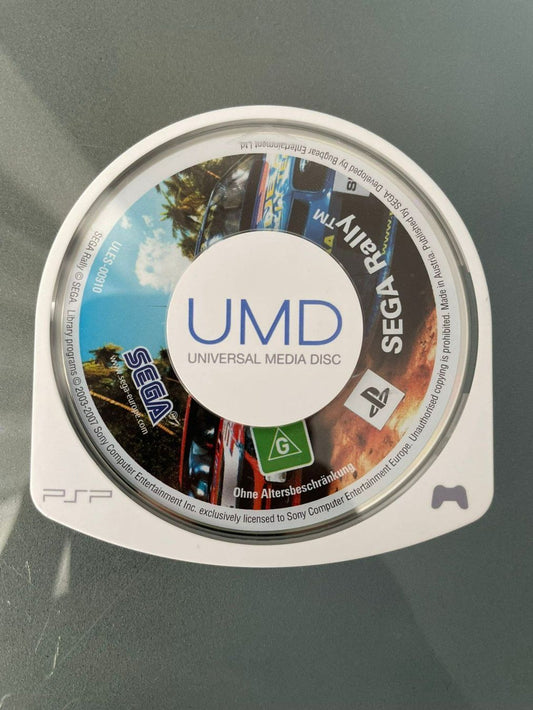 SEGA Rally © SEGA. Library programs © 2003-2007 Sony Computer Entertainment Inc. exclusively licensed to Sony Computer Entertainment Europe. Unauthorised copying is prohibited. Made in Austria. Published by SEGA. Developed by Bugbear Entertainment Ltd.
ULES-00910
SEGA Rally™
UMD
UNIVERSAL MEDIA DISC
SEGA
www.sega-europe.com
G
Ohne Altersbeschränkung
PSP